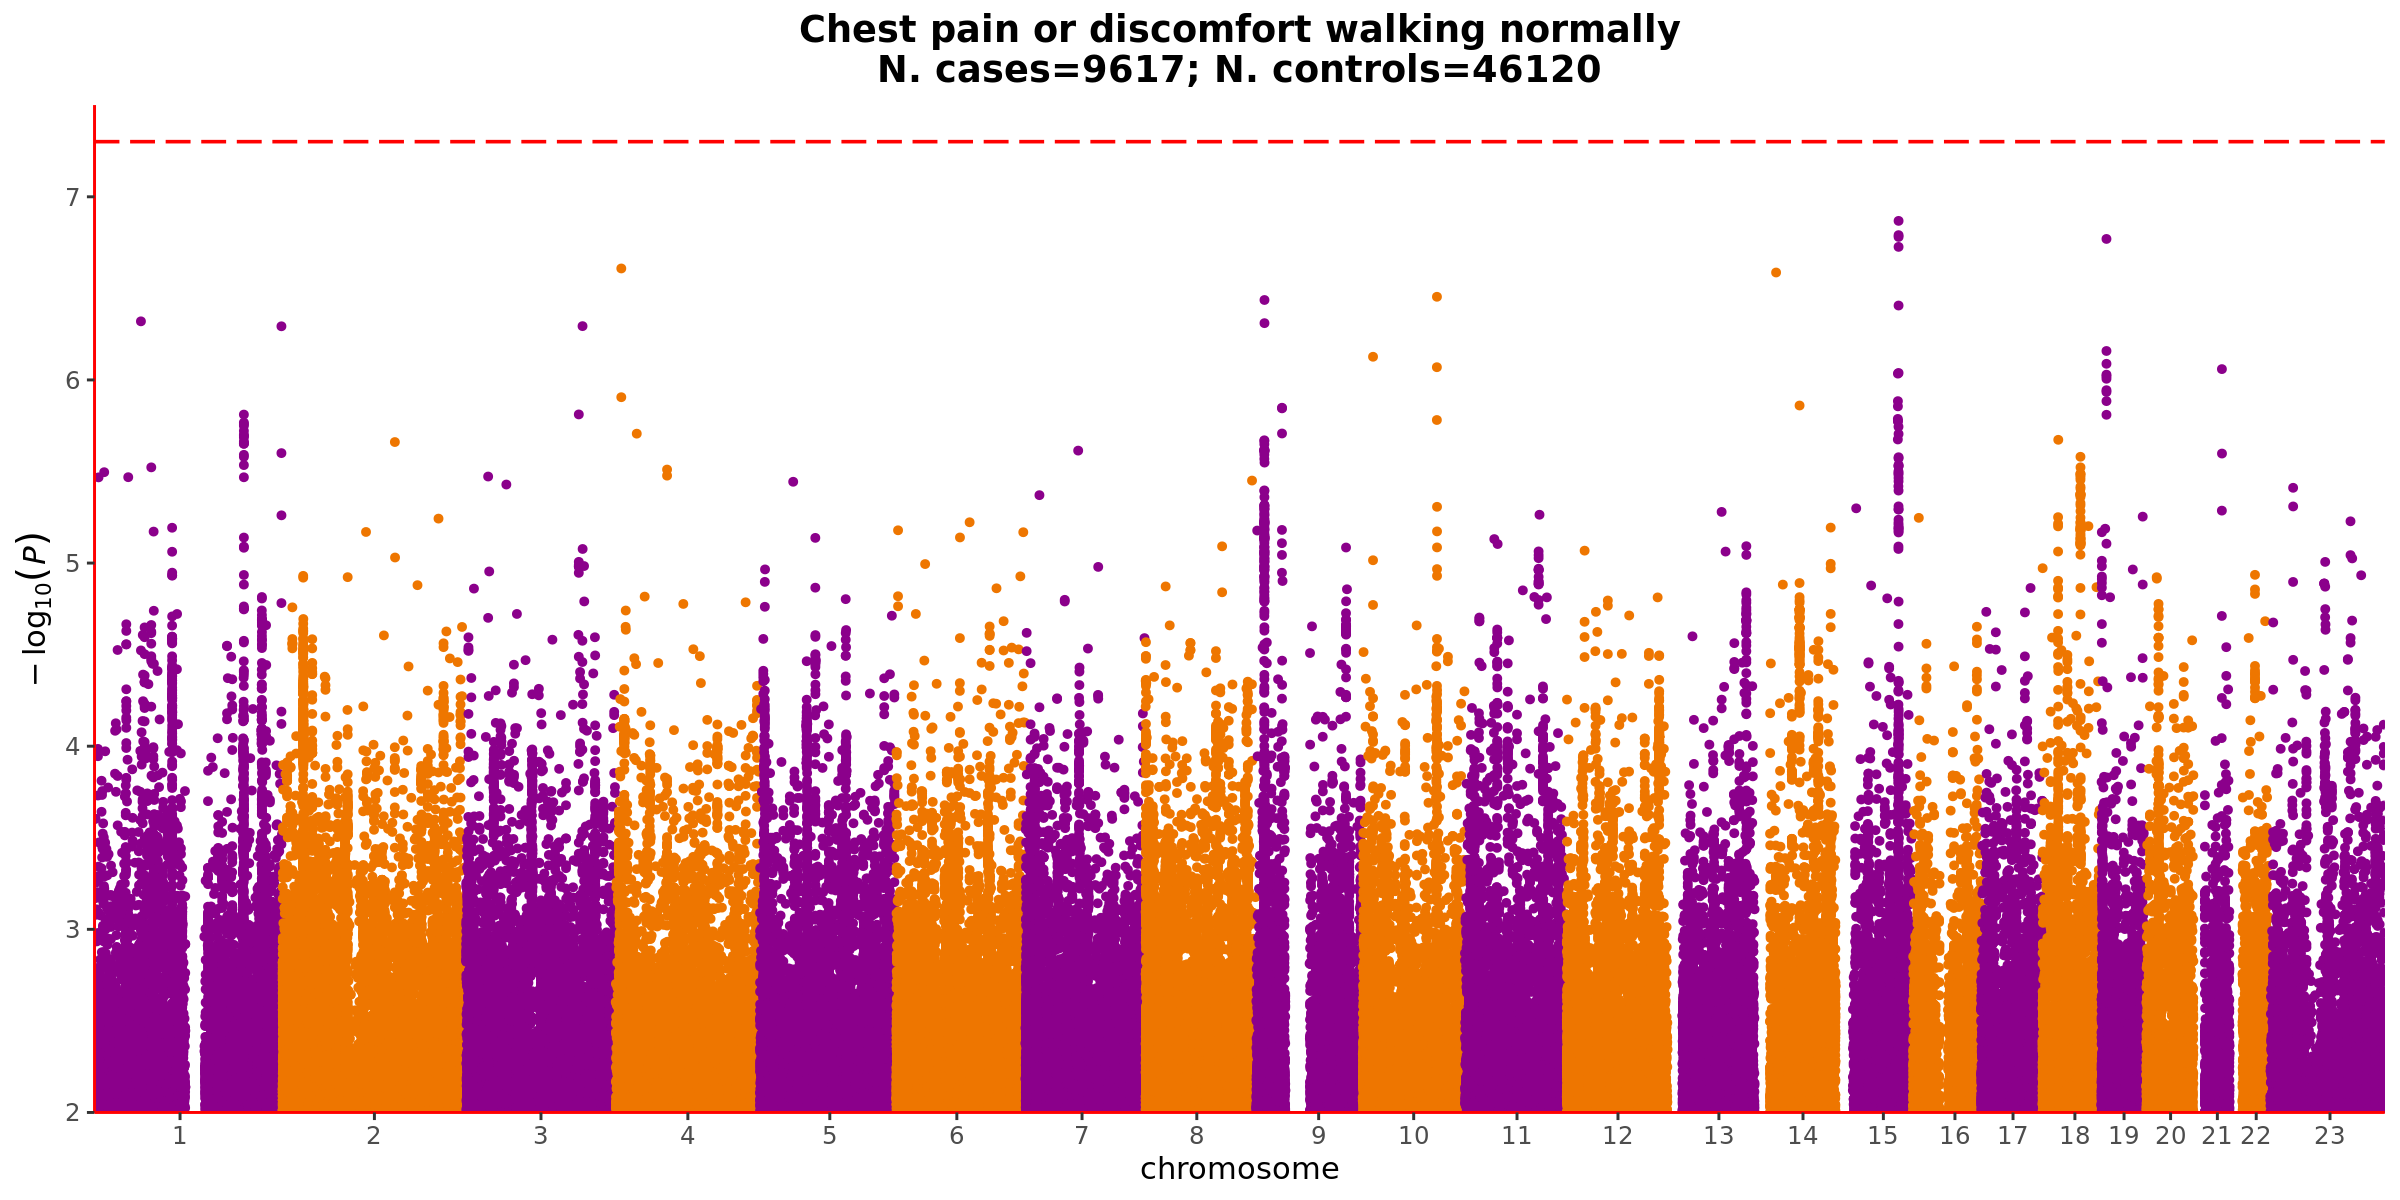 Chest pain or discomfort walking normally
N. cases=9617; N. controls=46120
− log₁₀(P)
7
6
5
4
3
2
1 2 3 4 5 6 7 8 9 10 11 12 13 14 15 16 17 18 19 20 21 22 23
chromosome